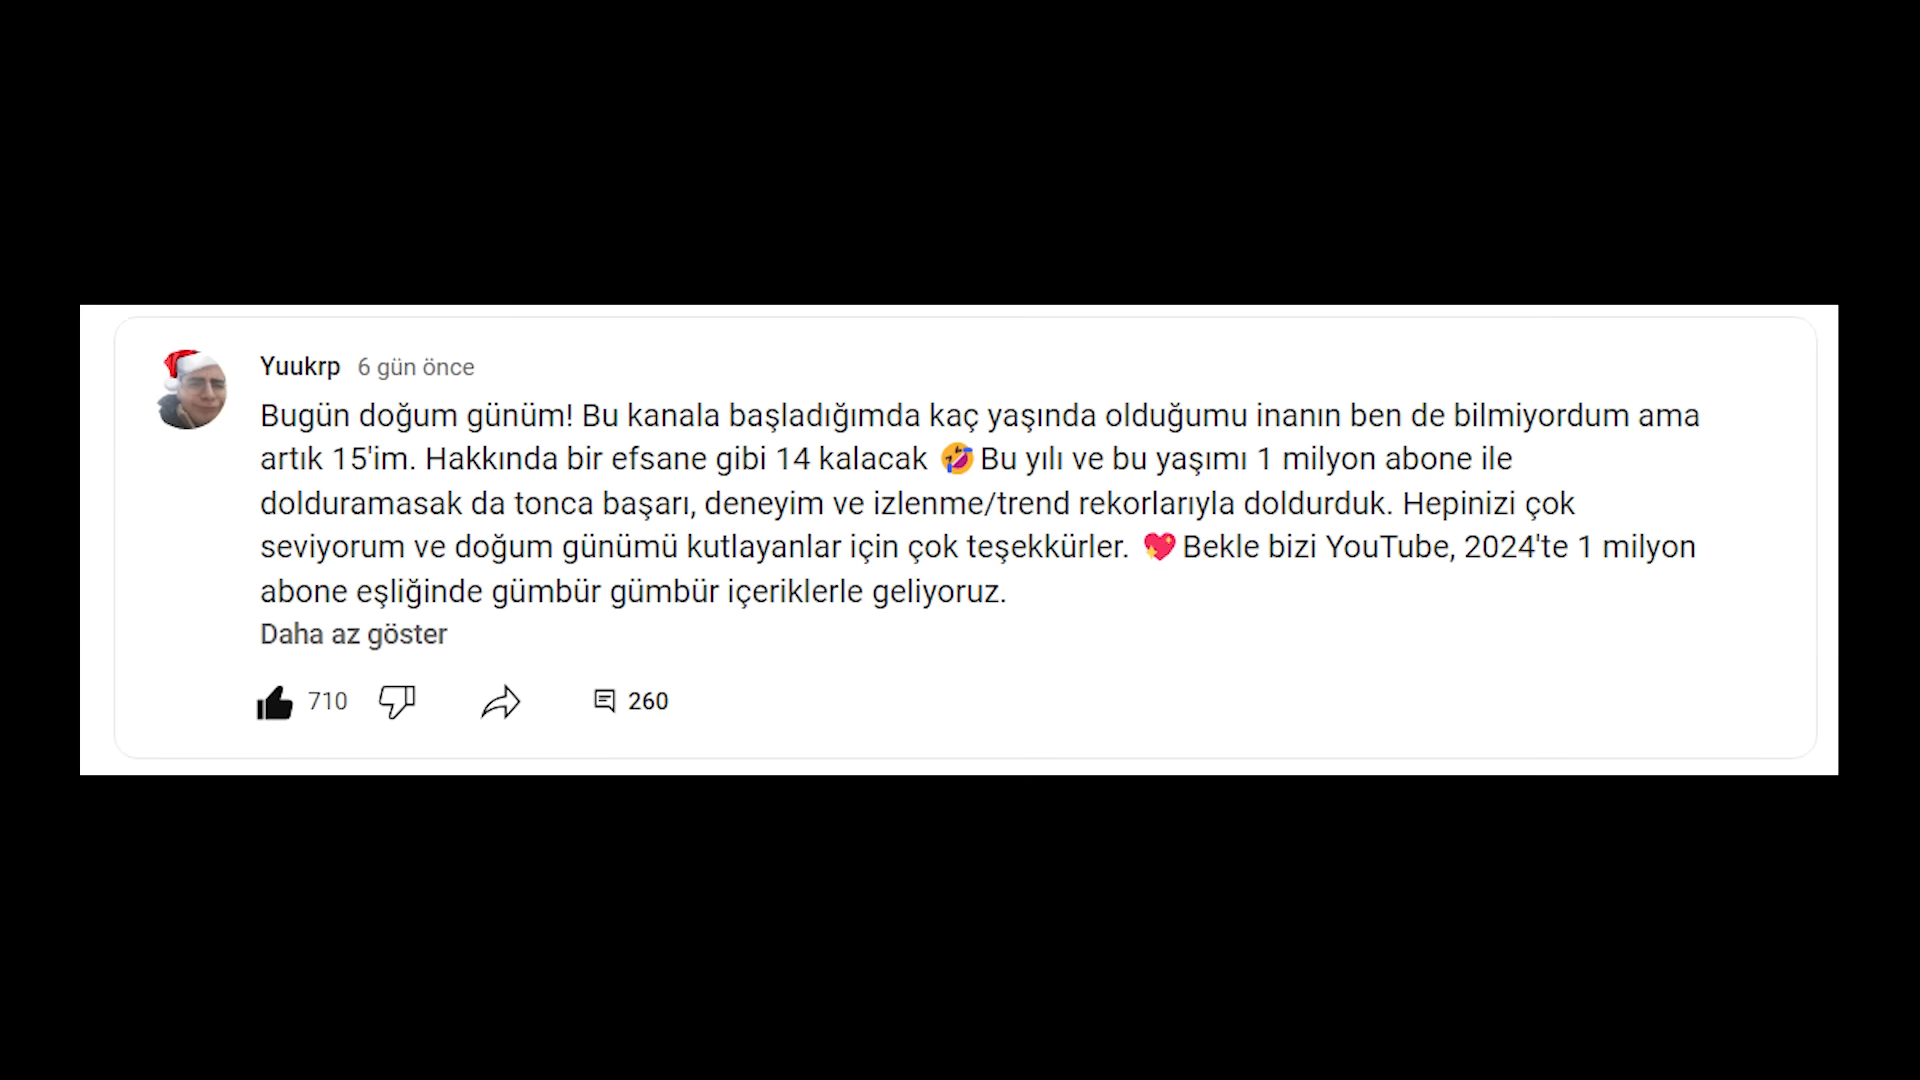 Yuukrp 6 gün önce
Bugün doğum günüm! Bu kanala başladığımda kaç yaşında olduğumu inanın ben de bilmiyordum ama
artık 15'im. Hakkında bir efsane gibi 14 kalacak 🤣 Bu yılı ve bu yaşımı 1 milyon abone ile
dolduramasak da tonca başarı, deneyim ve izlenme/trend rekorlarıyla doldurduk. Hepinizi çok
seviyorum ve doğum günümü kutlayanlar için çok teşekkürler. 💖 Bekle bizi YouTube, 2024'te 1 milyon
abone eşliğinde gümbür gümbür içeriklerle geliyoruz.
Daha az göster
710 260